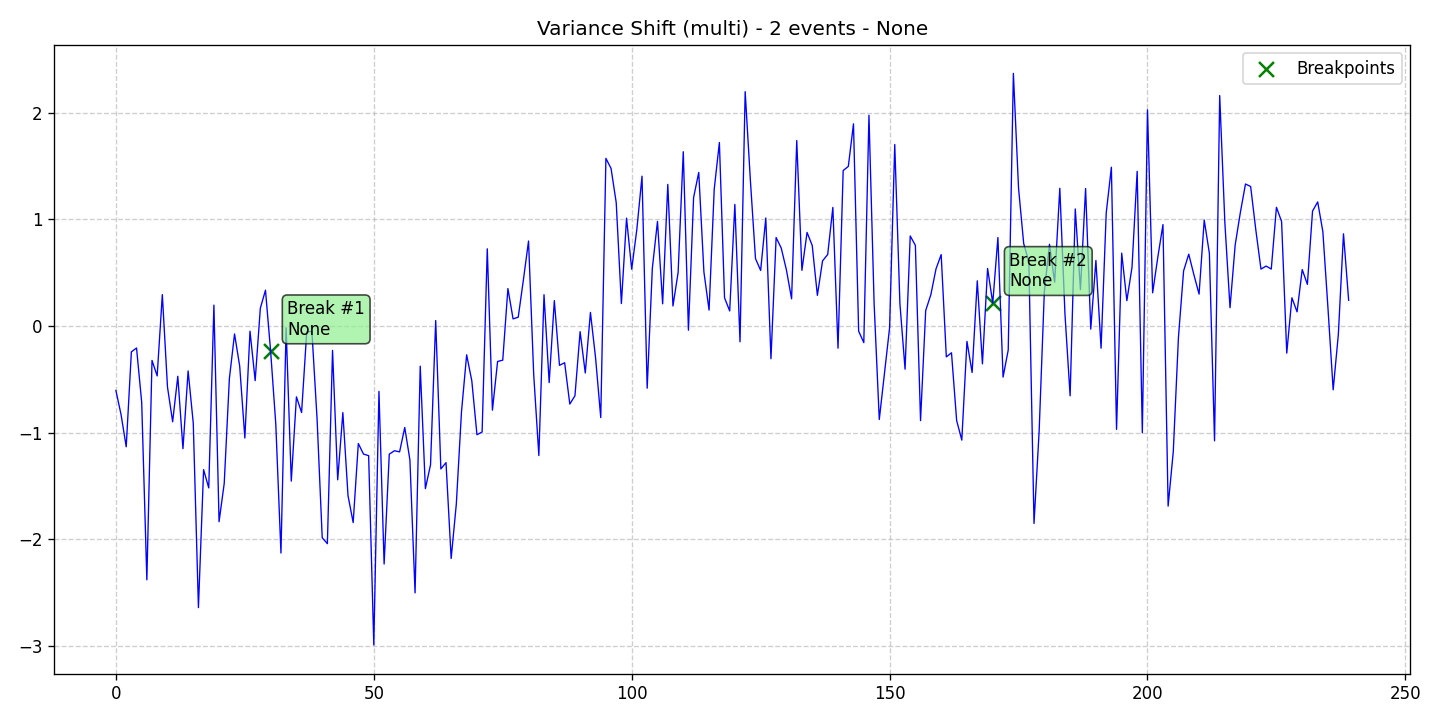 Variance Shift (multi) - 2 events - None
Breakpoints
Break #1
None
Break #2
None
2
1
0
−1
−2
−3
0
50
100
150
200
250